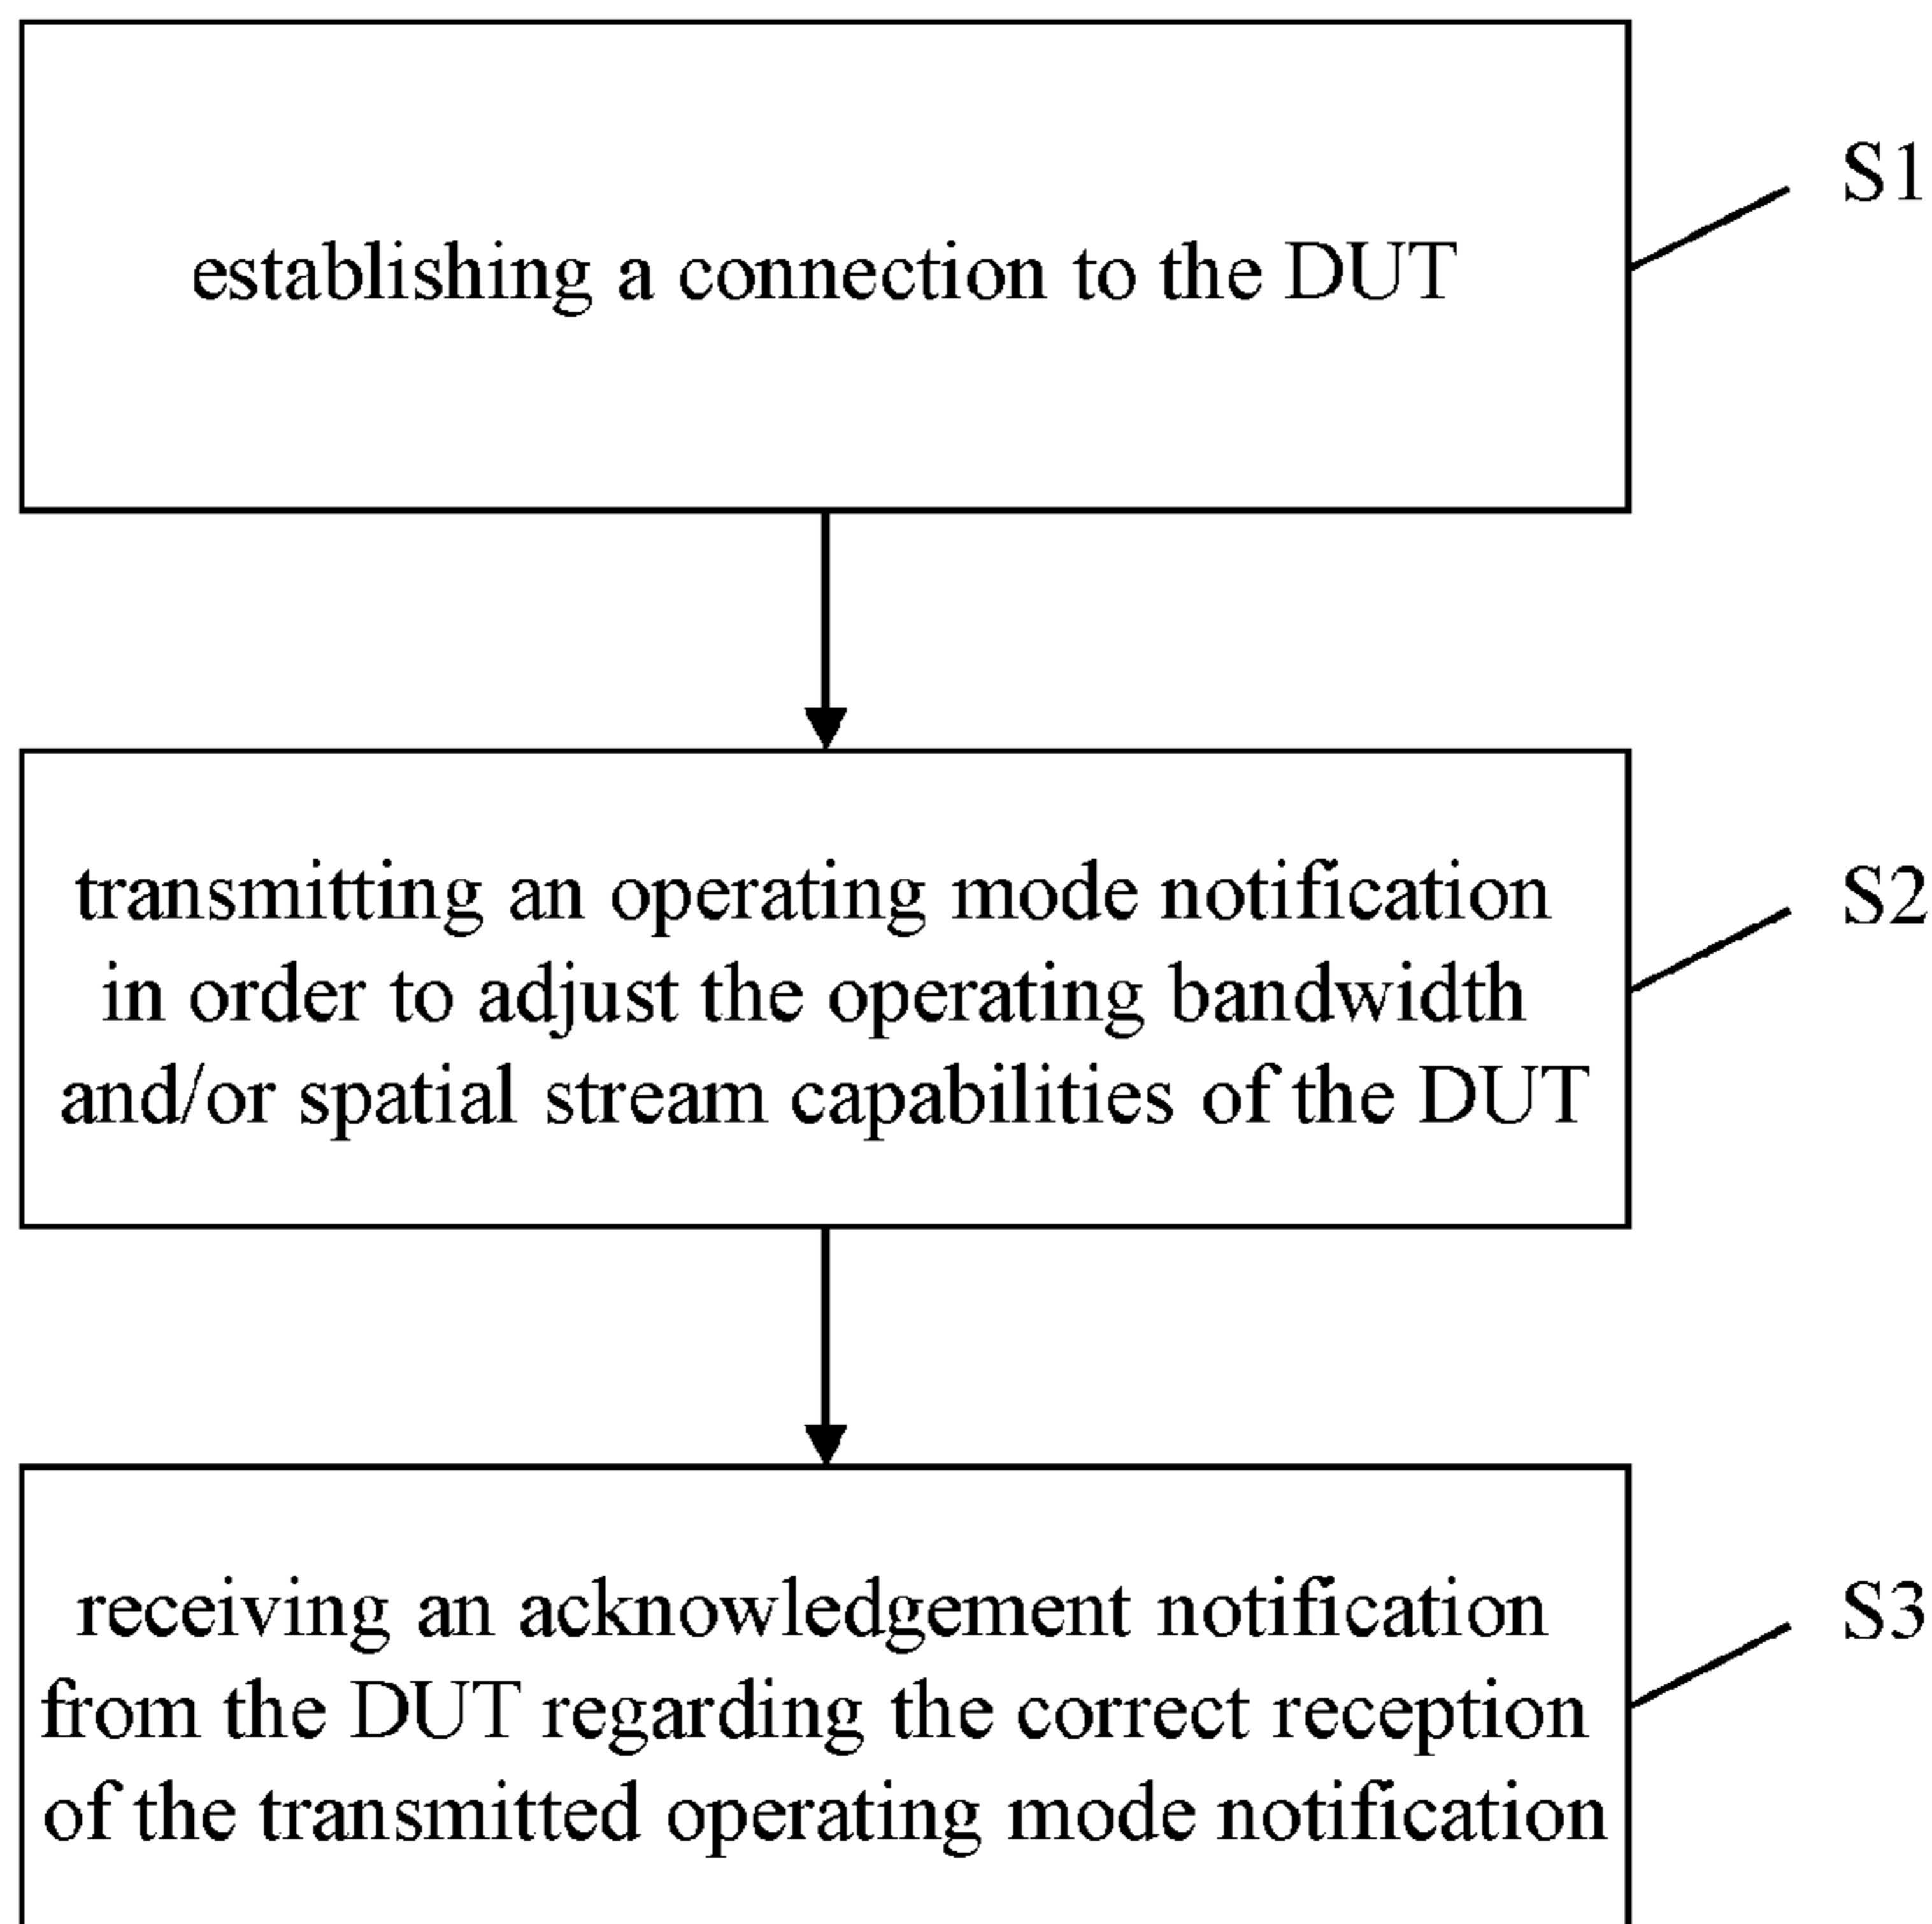 establishing a connection to the DUT
S1
transmitting an operating mode notification
in order to adjust the operating bandwidth
and/or spatial stream capabilities of the DUT
S2
receiving an acknowledgement notification
from the DUT regarding the correct reception
of the transmitted operating mode notification
S3